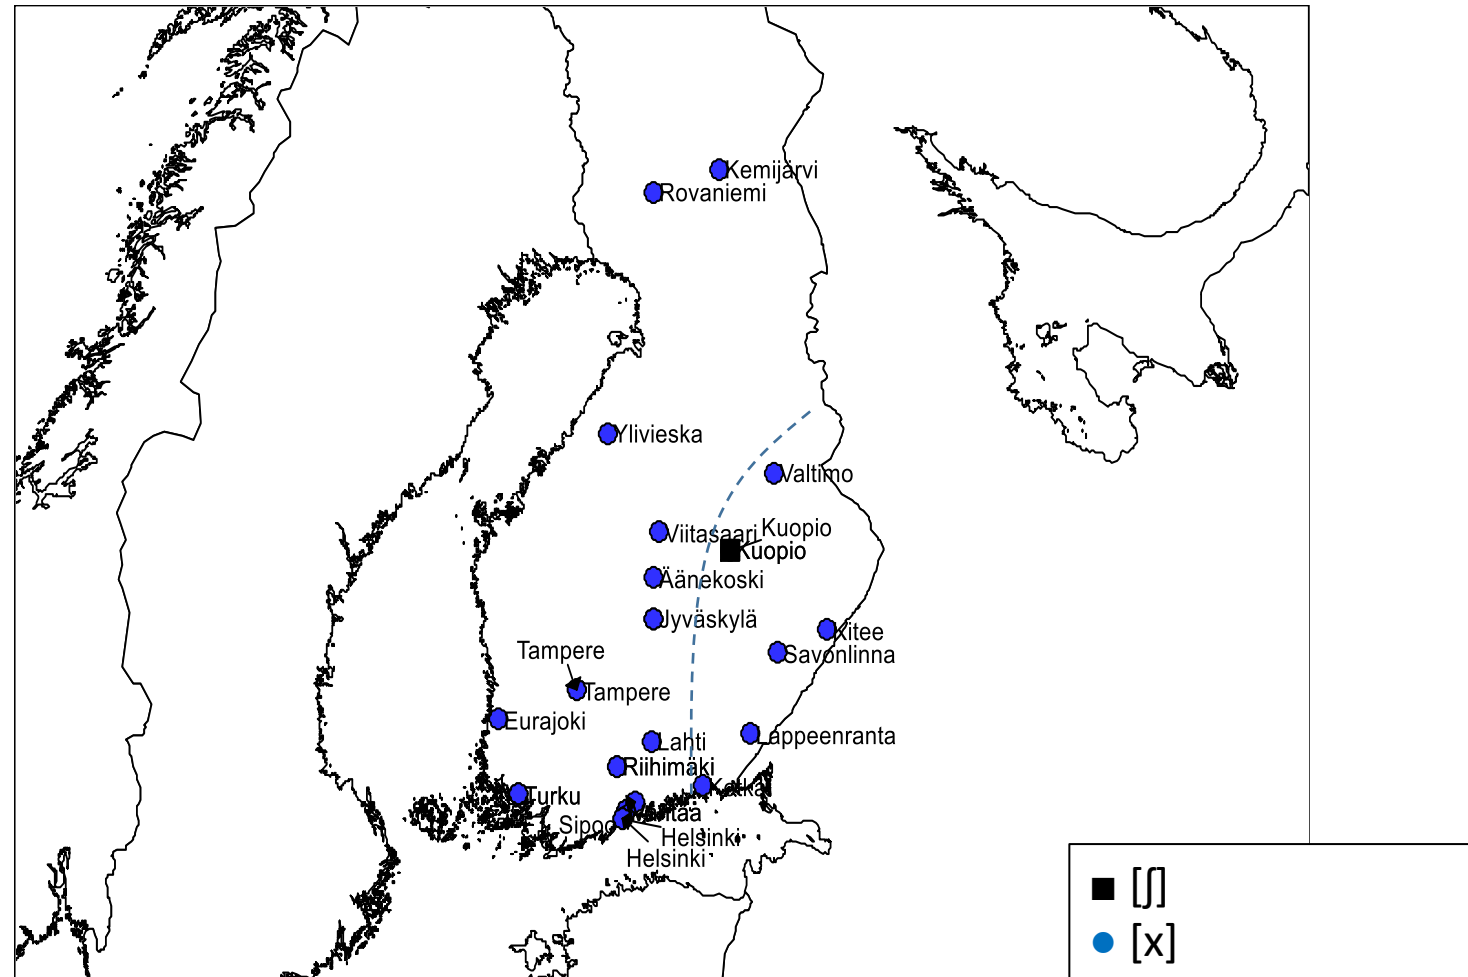 Kemijärvi
Rovaniemi
Ylivieska
Valtimo
Viitasaari
Kuopio
Kuopio
Äänekoski
Jyväskylä
Kitee
Savonlinna
Tampere
Tampere
Eurajoki
Lappeenranta
Lahti
Riihimäki
Kotka
Turku
Sipoo
Helsinki
Helsinki
[ʃ]
[x]